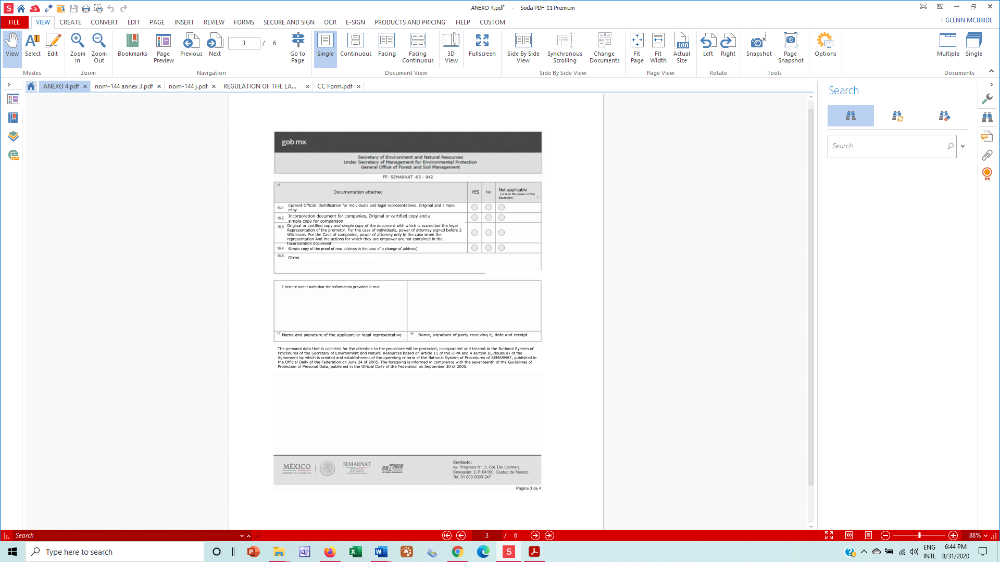 ANEXO 4.pdf - Soda PDF 11 Premium
FILE VIEW CREATE CONVERT EDIT PAGE INSERT REVIEW FORMS SECURE AND SIGN OCR E-SIGN PRODUCTS AND PRICING HELP CUSTOM GLENN MCBRIDE
View Select Edit Zoom In Zoom Out Bookmarks Page Preview Previous Next 3 / 6 Go to Page Single Continuous Facing Facing Continuous 3D View Fullscreen Side By Side View Synchronous Scrolling Change Documents Fit Page Fit Width Actual Size Left Right Snapshot Page Snapshot Options Multiple Single
Modes Zoom Navigation Document View Side By Side View Page View Rotate Tools Documents
ANEXO 4.pdf nom-144 annex 3.pdf nom-144 j.pdf REGULATION OF THE LA... CC Form.pdf
Search
Search
gob.mx
Secretary of Environment and Natural Resources
Under Secretary of Management for Environmental Protection
General Office of Forest and Soil Management
FF- SEMARNAT -03 - 042
16 Documentation attached YES No Not applicable
(or is in the power of the
Secretary)
16.1 Current Official identification for individuals and legal representatives. Original and simple
copy
16.2 Incorporation document for companies, Original or certified copy and a
simple copy for comparison
16.3 Original or certified copy and simple copy of the document with which is accredited the legal
Representation of the promotor. For the case of individuals, power of attorney signed before 2
Witnesses. For the Case of companies, power of attorney only in the case when the
representation And the actions for which they are empower are not contained in the
Incorporation document.
16.4 Simple copy of the proof of new address in the case of a change of address).
16.5 Otros
I declare under oath that the information provided is true
17 Name and signature of the applicant or legal representative
18 Name, signature of party receiving it, date and receipt
The personal data that is collected for the attention to the procedure will be protected, incorporated and treated in the National System of
Procedures of the Secretary of Environment and Natural Resources based on article 15 of the LFPA and 4 section II, clause a) of the
Agreement by which is created and establishment of the operating criteria of the National System of Procedures of SEMARNAT, published in
the Official Daily of the Federation on June 24 of 2005. The foregoing is informed in compliance with the seventeenth of the Guidelines of
Protection of Personal Data, published in the Official Daily of the Federation on September 30 of 2005.
MÉXICO
GOBIERNO DE LA REPÚBLICA
SEMARNAT
COFEMER
Contacto:
Av. Progreso N°. 3, Col. Del Carmen,
Coyoacán, C.P. 04100, Ciudad de México.
Tel. 01 800 0000 247
Página 3 de 4
Search 3 / 6 88%
Type here to search
ENG
INTL
6:44 PM
8/31/2020